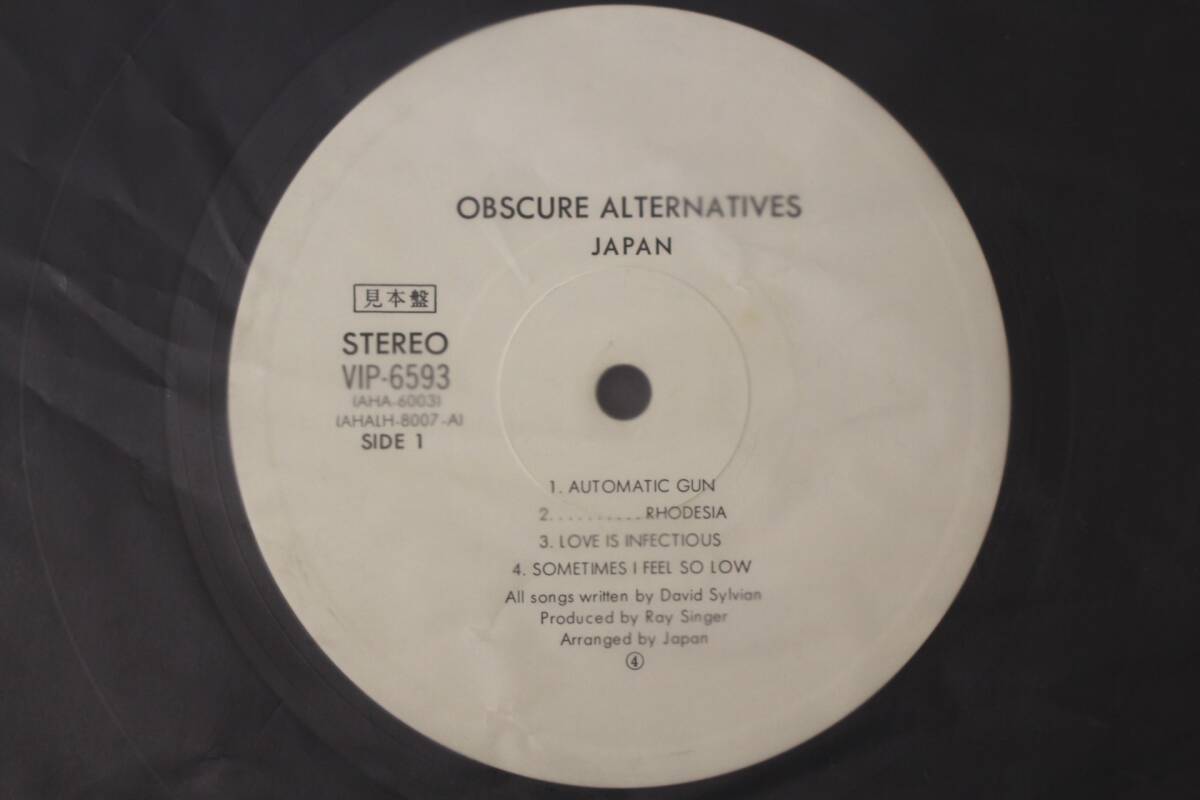 OBSCURE ALTERNATIVES
JAPAN
見本盤
STEREO
VIP-6593
(AHA-6003)
(AHALH-8007-A)
SIDE 1
1. AUTOMATIC GUN
2. . . . . . . . . . .RHODESIA
3. LOVE IS INFECTIOUS
4. SOMETIMES I FEEL SO LOW
All songs written by David Sylvian
Produced by Ray Singer
Arranged by Japan
④